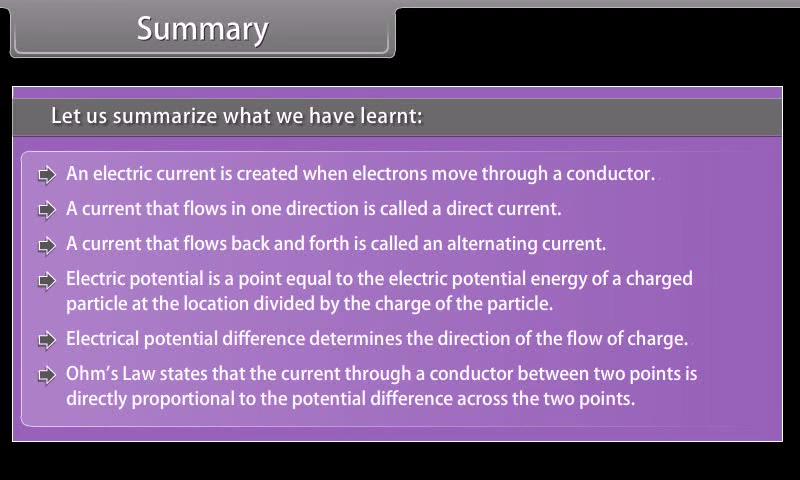 Summary
Let us summarize what we have learnt:
An electric current is created when electrons move through a conductor.
A current that flows in one direction is called a direct current.
A current that flows back and forth is called an alternating current.
Electric potential is a point equal to the electric potential energy of a charged
particle at the location divided by the charge of the particle.
Electrical potential difference determines the direction of the flow of charge.
Ohm's Law states that the current through a conductor between two points is
directly proportional to the potential difference across the two points.